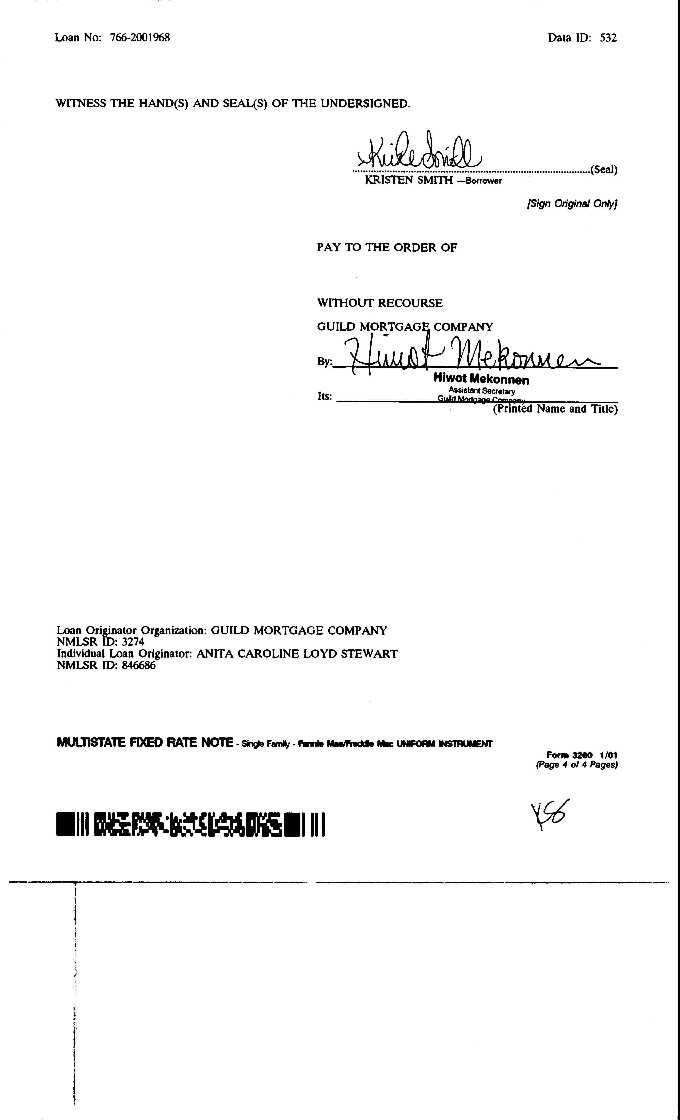 Loan No: 766-2001968 Data ID: 532
WITNESS THE HAND(S) AND SEAL(S) OF THE UNDERSIGNED.
(Seal)
KRISTEN SMITH —Borrower
[Sign Original Only]
PAY TO THE ORDER OF
WITHOUT RECOURSE
GUILD MORTGAGE COMPANY
By: Hiwot Mekonnen
Hiwot Mekonnen
Assistant Secretary
Its: Guild Mortgage Company
(Printed Name and Title)
Loan Originator Organization: GUILD MORTGAGE COMPANY
NMLSR ID: 3274
Individual Loan Originator: ANITA CAROLINE LOYD STEWART
NMLSR ID: 846686
MULTISTATE FIXED RATE NOTE - Single Family - Fannie Mae/Freddie Mac UNIFORM INSTRUMENT
Form 3200 1/01
(Page 4 of 4 Pages)